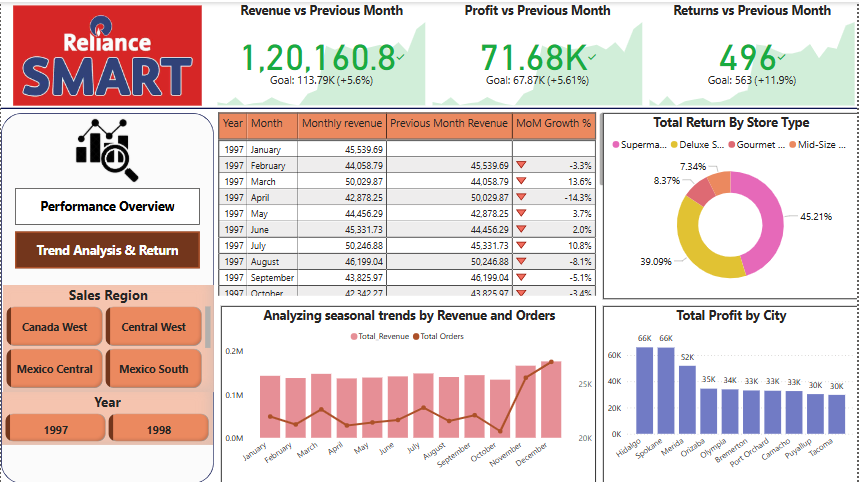 Reliance
SMART
Revenue vs Previous Month
1,20,160.8
Goal: 113.79K (+5.6%)
Profit vs Previous Month
71.68K
Goal: 67.87K (+5.61%)
Returns vs Previous Month
496
Goal: 563 (+11.9%)
Performance Overview
Trend Analysis & Return
Sales Region
Canada West Central West
Mexico Central Mexico South
Year
1997 1998
Year Month Monthly revenue Previous Month Revenue MoM Growth %
1997 January 45,539.69
1997 February 44,058.79 45,539.69 -3.3%
1997 March 50,029.87 44,058.79 13.6%
1997 April 42,878.25 50,029.87 -14.3%
1997 May 44,456.29 42,878.25 3.7%
1997 June 45,331.73 44,456.29 2.0%
1997 July 50,246.88 45,331.73 10.8%
1997 August 46,199.04 50,246.88 -8.1%
1997 September 43,825.97 46,199.04 -5.1%
1997 October 42,342.27 43,825.97 -3.4%
Total Return By Store Type
Superma... Deluxe S... Gourmet ... Mid-Size ...
7.34%
8.37%
45.21%
39.09%
Analyzing seasonal trends by Revenue and Orders
Total_Revenue Total Orders
0.2M
0.1M
0.0M
25K
20K
January February March April May June July August September October November December
Total Profit by City
60K
40K
20K
0K
66K 66K 52K 35K 34K 33K 33K 33K 30K 30K
Hidalgo Spokane Merida Orizaba Olympia Bremerton Port Orchard Camacho Puyallup Tacoma